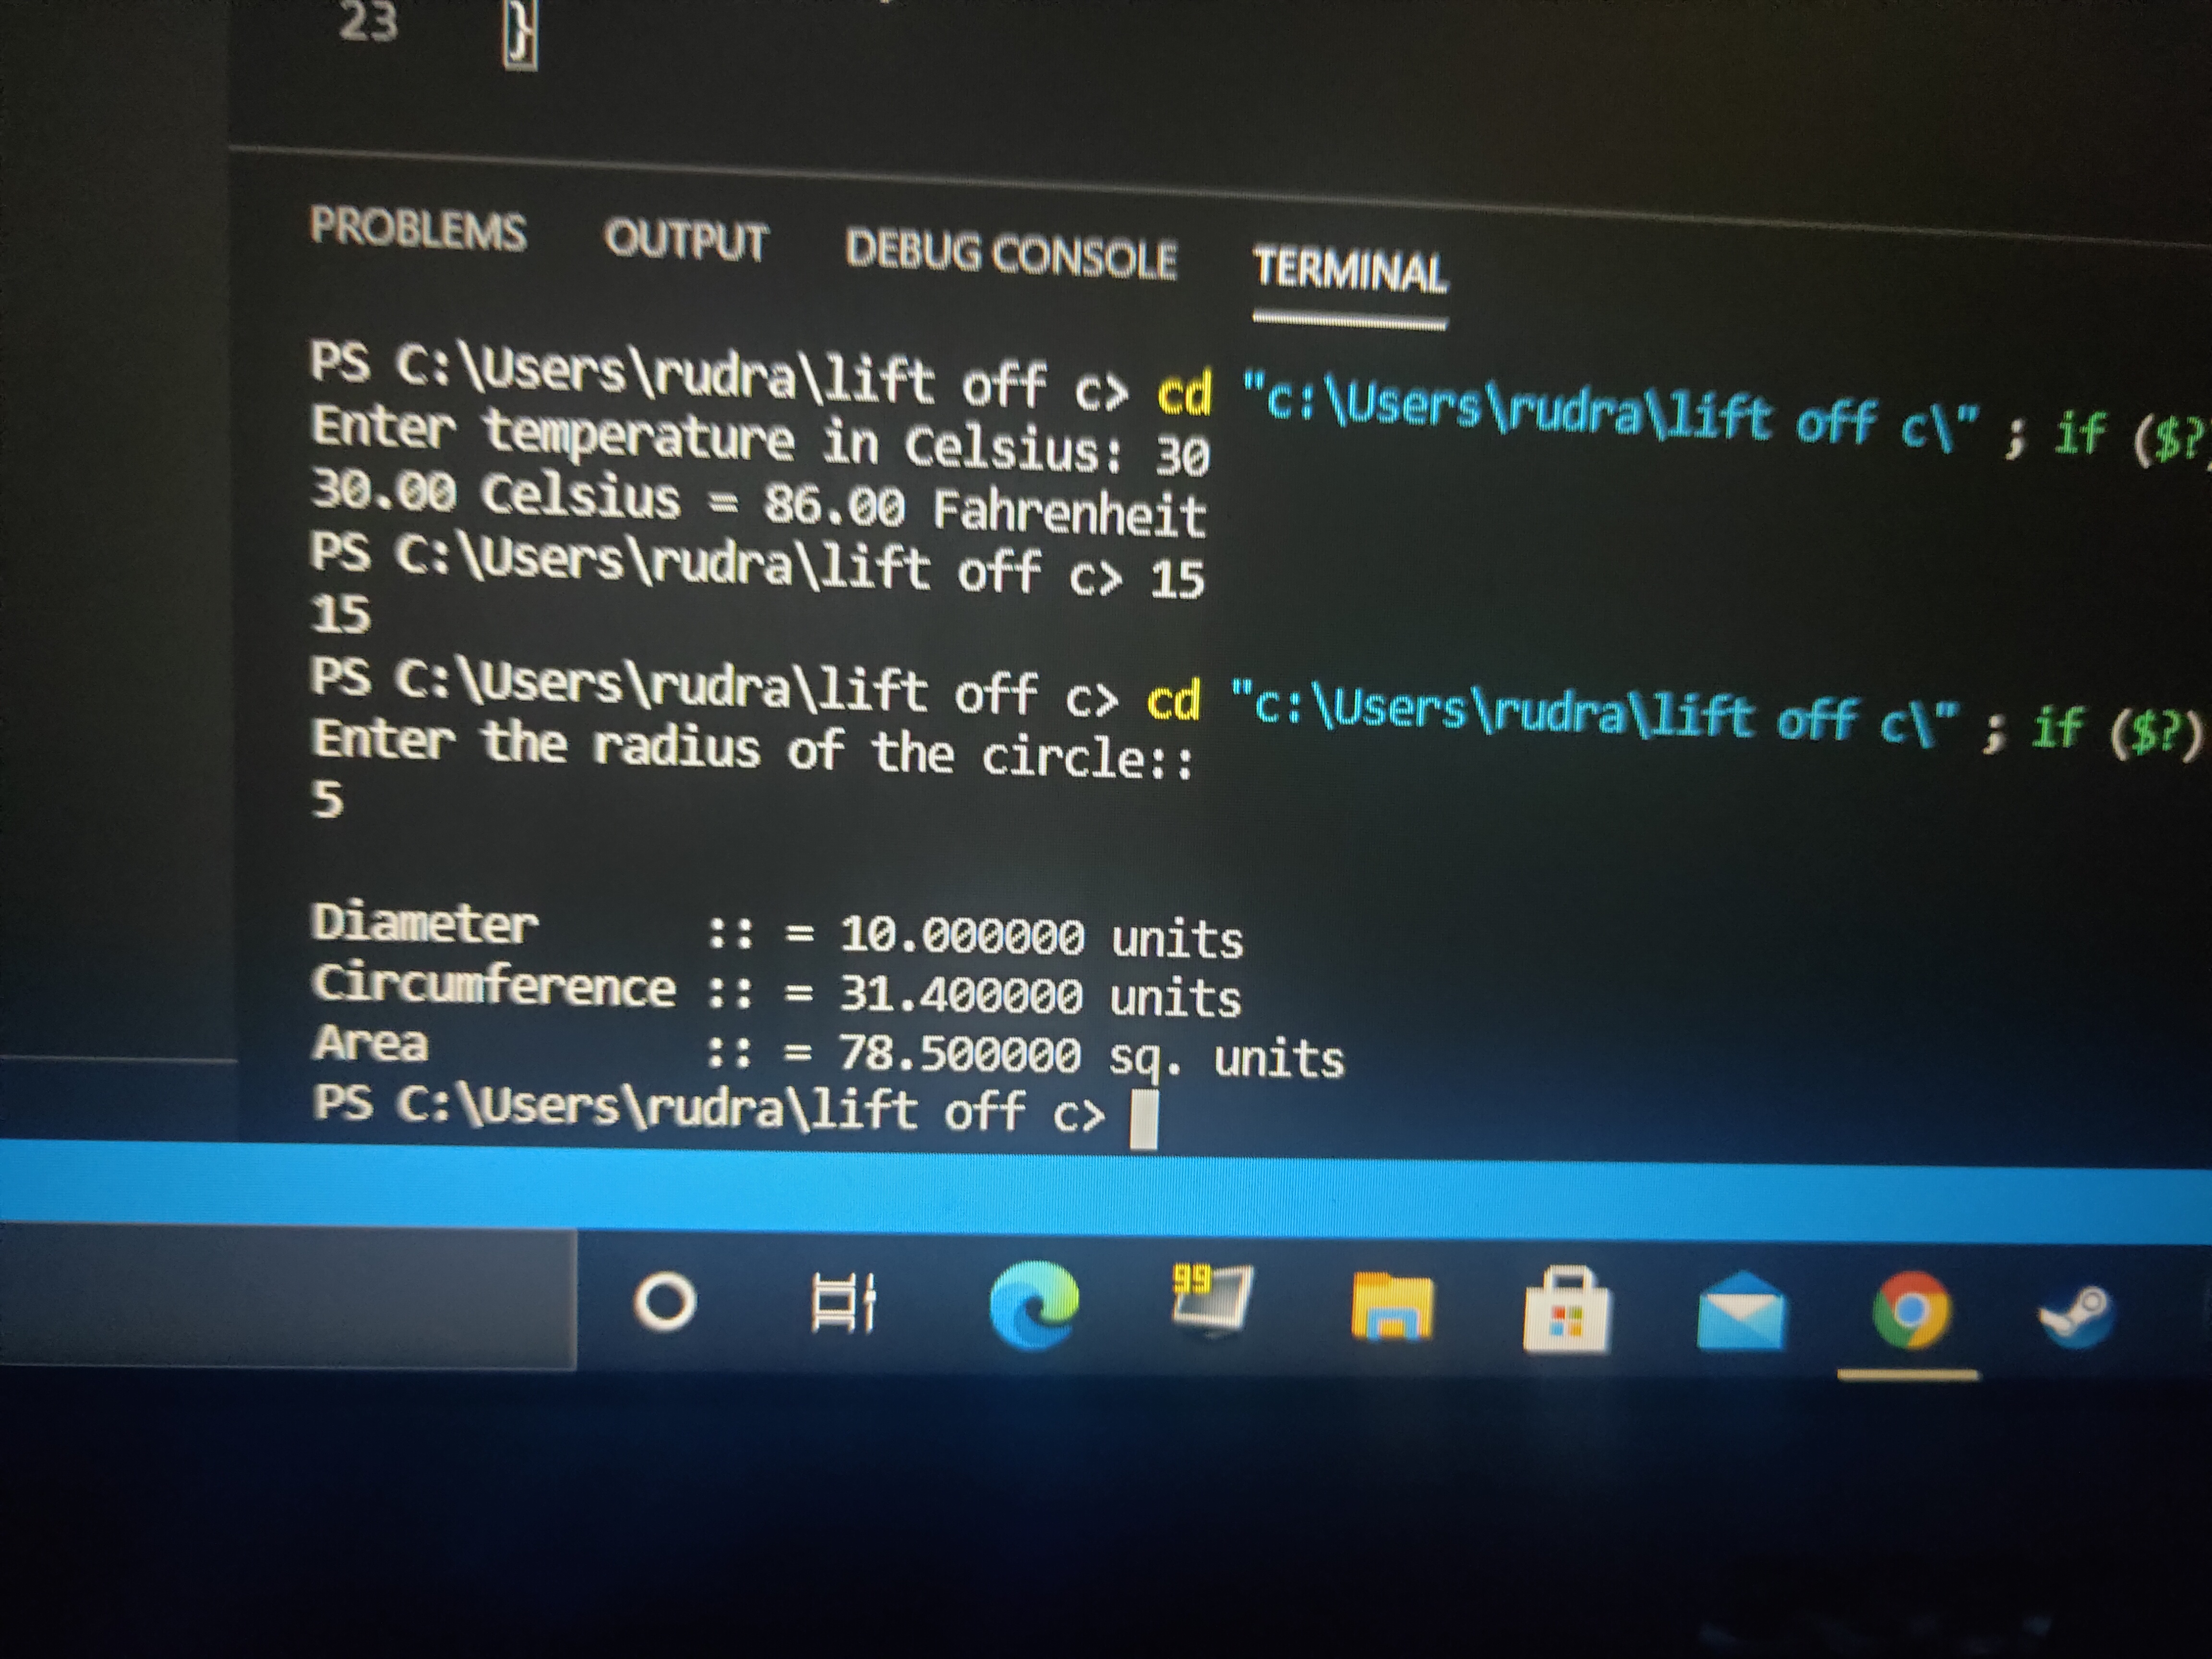 23 }
PROBLEMS OUTPUT DEBUG CONSOLE TERMINAL
PS C:\Users\rudra\lift off c> cd "c:\Users\rudra\lift off c\" ; if ($?)
Enter temperature in Celsius: 30
30.00 Celsius = 86.00 Fahrenheit
PS C:\Users\rudra\lift off c> 15
15
PS C:\Users\rudra\lift off c> cd "c:\Users\rudra\lift off c\" ; if ($?)
Enter the radius of the circle::
5
Diameter :: = 10.000000 units
Circumference :: = 31.400000 units
Area :: = 78.500000 sq. units
PS C:\Users\rudra\lift off c>
99